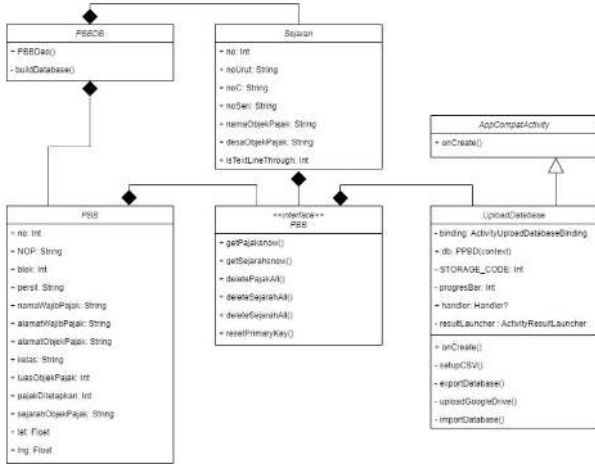 PBBDB
+ PBBDao()
- buildDatabase()
Sejarah
+ no: Int
+ noUrut: String
+ noC: String
+ noSeri: String
+ namaObjekPajak: String
+ desaObjekPajak: String
+ isTextLineThrough: Int
AppCompatActivity
+ onCreate()
PBB
+ no: Int
+ NOP: String
+ blok: Int
+ persil: String
+ namaWajibPajak: String
+ alamatWajibPajak: String
+ alamatObjekPajak: String
+ kelas: String
+ luasObjekPajak: Int
+ pajakDitetapkan: Int
+ sejarahObjekPajak: String
+ lat: Float
+ lng: Float
<<interface>>
PBB
+ getPajaksnow()
+ getSejarahsnow()
+ deletePajakAll()
+ deleteSejarahAll()
+ deleteSejarahAll()
+ resetPrimaryKey()
UploadDatabase
- binding: ActivityUploadDatabaseBinding
+ db: PPBD(context)
- STORAGE_CODE: Int
- progresBar: Int
+ handler: Handler?
- resultLauncher : ActivityResultLauncher
+ onCreate()
- setupCSV()
- exportDatabase()
- uploadGoogleDrive()
- importDatabase()